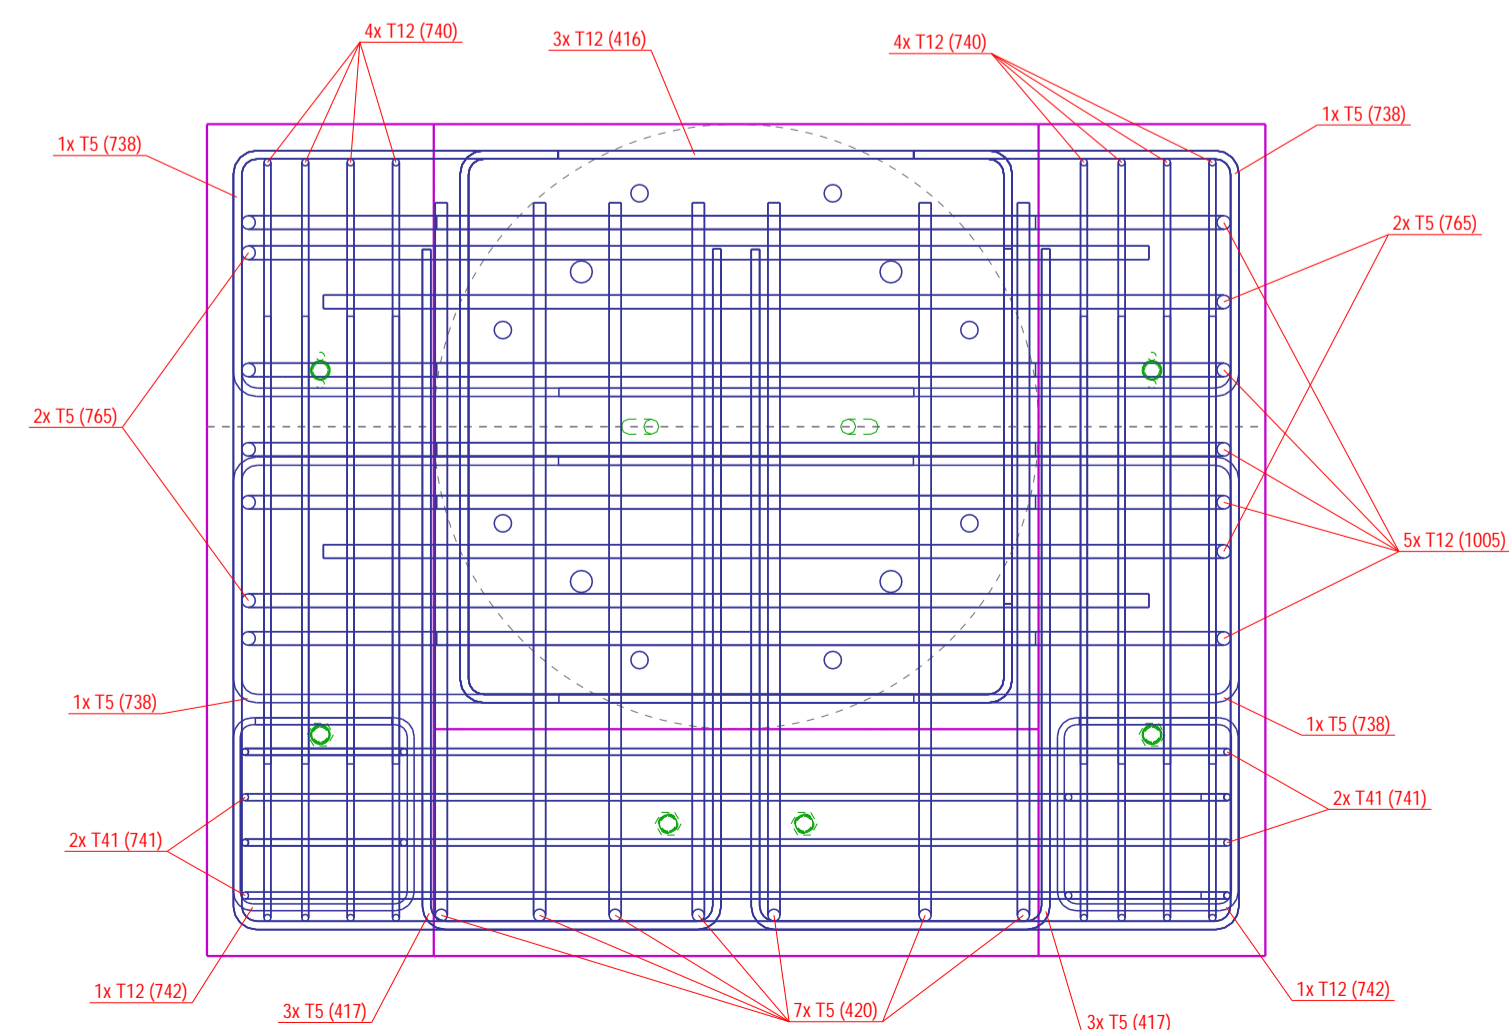 4x T12 (740)
3x T12 (416)
4x T12 (740)
1x T5 (738)
1x T5 (738)
2x T5 (765)
2x T5 (765)
5x T12 (1005)
1x T5 (738)
1x T5 (738)
2x T41 (741)
2x T41 (741)
1x T12 (742)
1x T12 (742)
3x T5 (417)
7x T5 (420)
3x T5 (417)